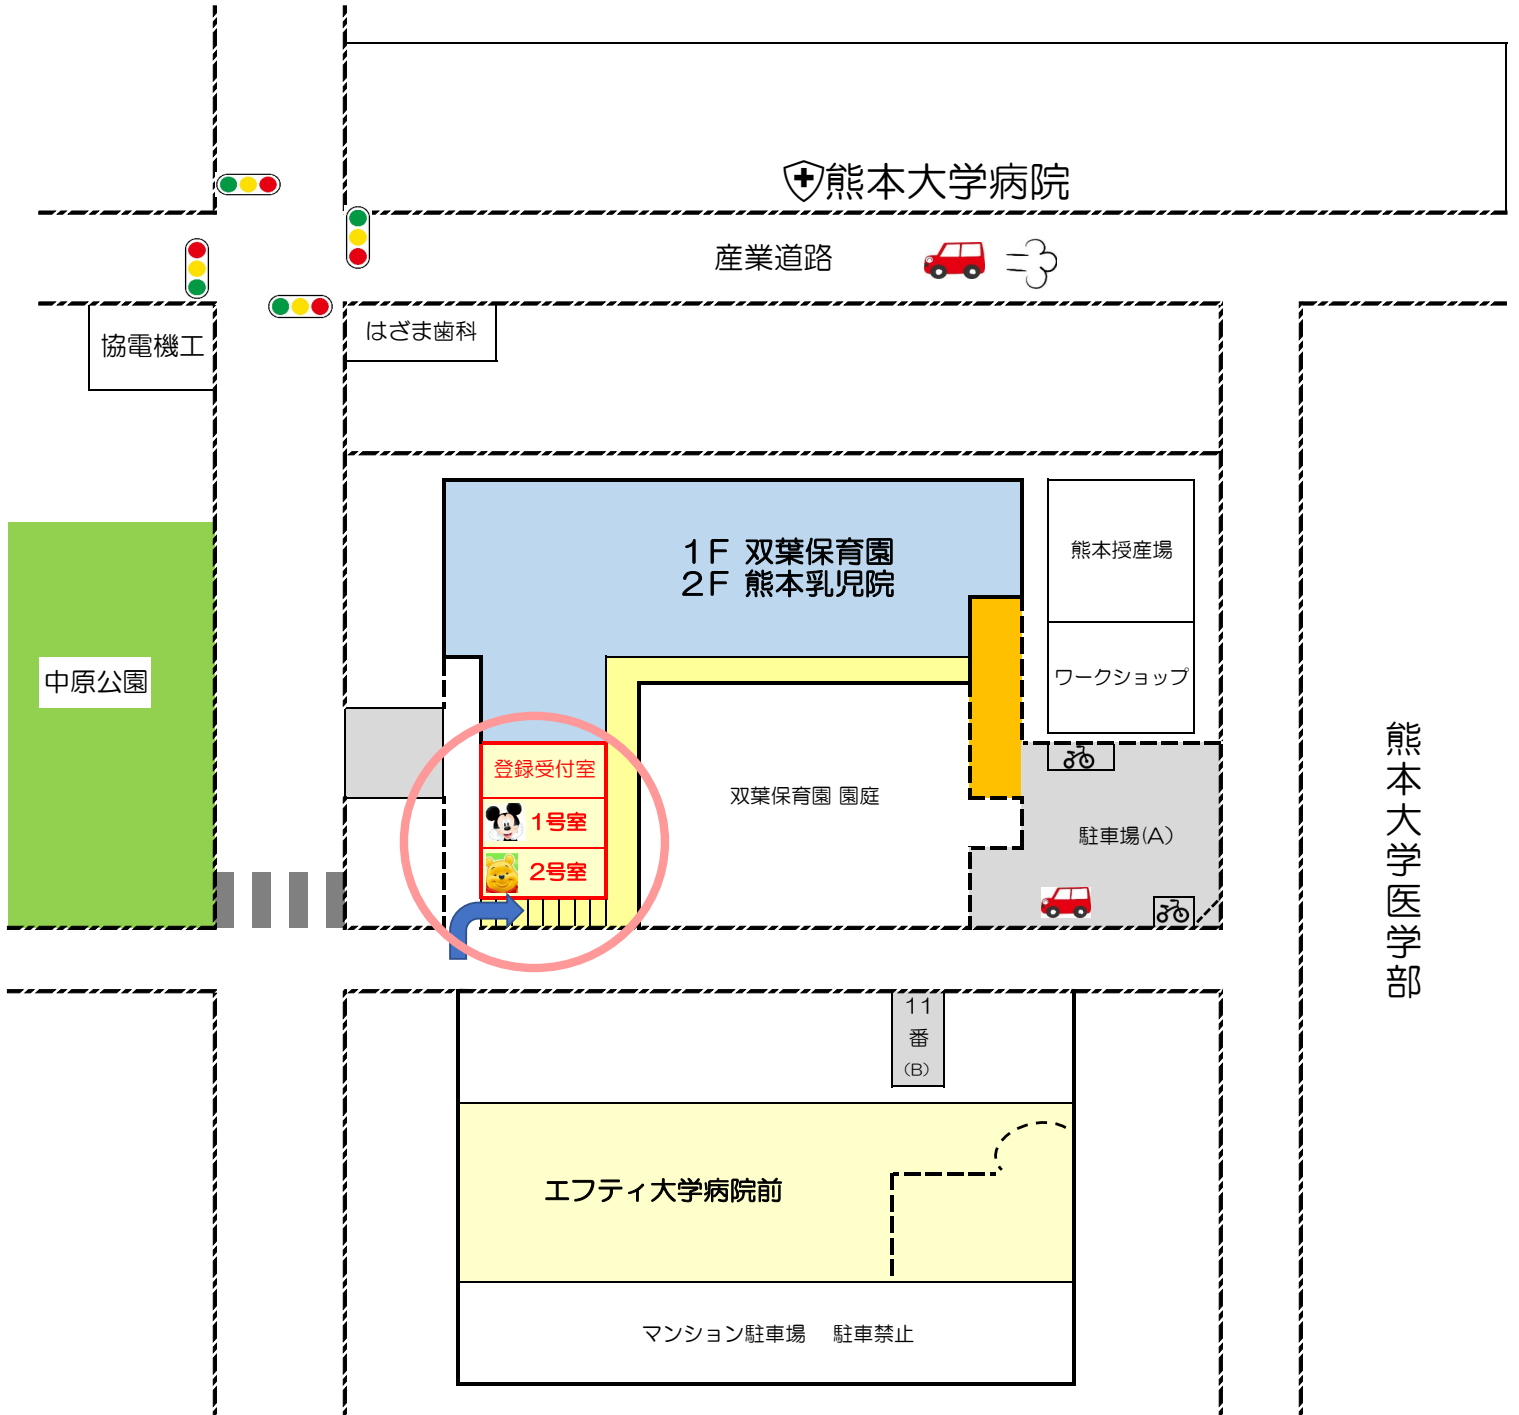 熊本大学病院
産業道路
協電機工
はざま歯科
1F 双葉保育園
2F 熊本乳児院
熊本授産場
ワークショップ
中原公園
登録受付室
1号室
2号室
双葉保育園 園庭
駐車場(A)
熊本大学医学部
11
番
(B)
エフティ大学病院前
マンション駐車場 駐車禁止